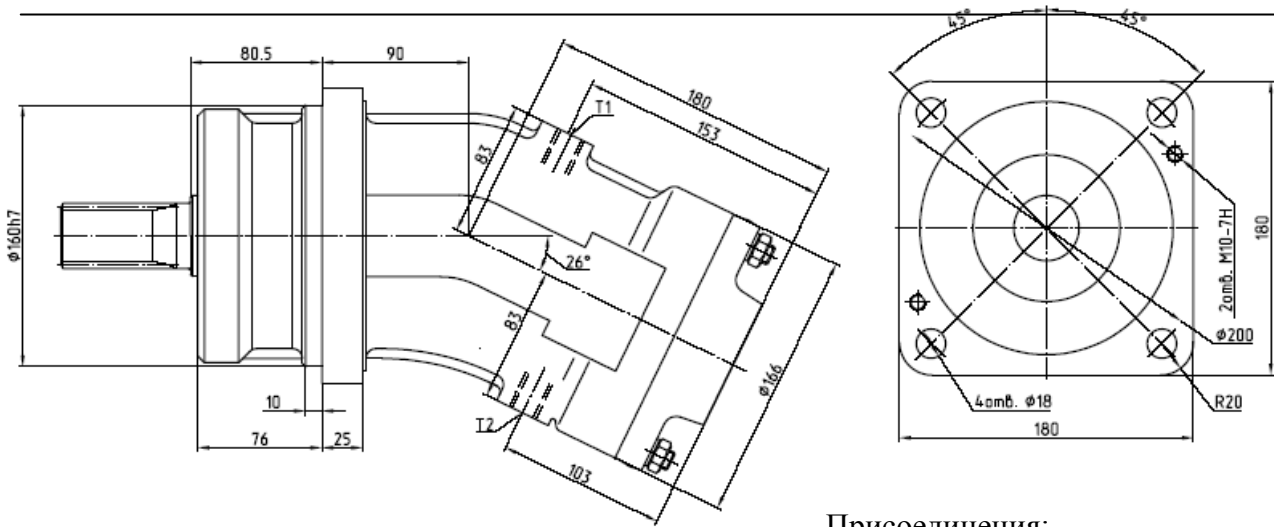 80.5
90
180
153
T1
83
ø160h7
26°
83
T2
103
ø166
10
76
25
45°
45°
180
2отв. M10-7H
ø200
4отв. ø18
R20
180
Присоединения: